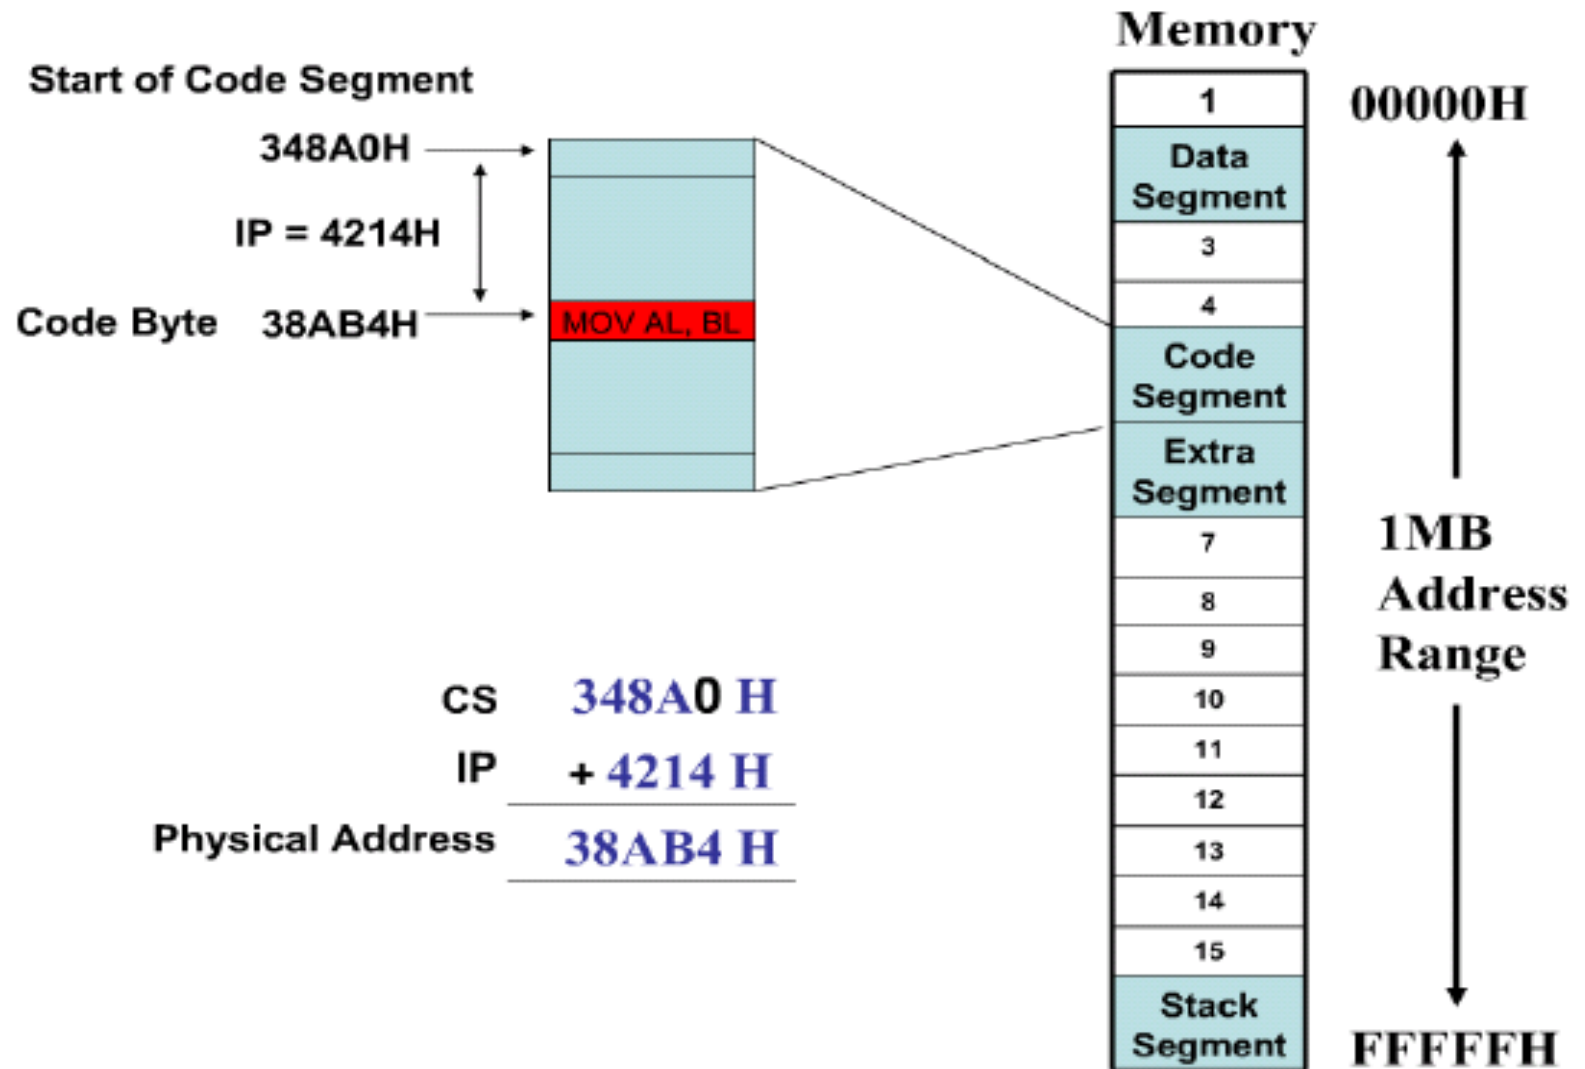 Memory
Start of Code Segment
348A0H
IP = 4214H
Code Byte 38AB4H
MOV AL, BL
CS 348A0 H
IP + 4214 H
Physical Address 38AB4 H
1
Data
Segment
3
4
Code
Segment
Extra
Segment
7
8
9
10
11
12
13
14
15
Stack
Segment
00000H
1MB
Address
Range
FFFFFH